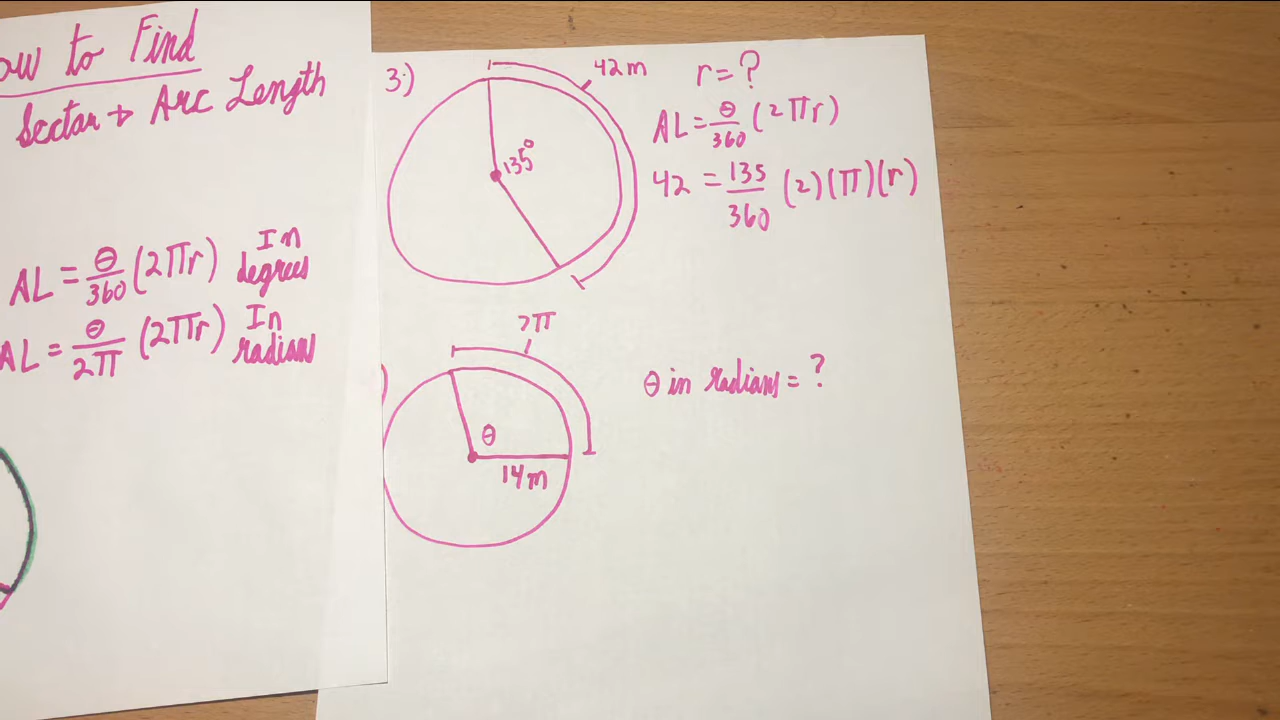 ow to Find
Sector + Arc Length
AL = θ/360 (2πr) In degrees
AL = θ/2π (2πr) In radians
3.)
42m
135°
r = ?
AL = θ/360 (2πr)
42 = 135/360 (2)(π)(r)
7π
θ
14m
)
θ in radians = ?